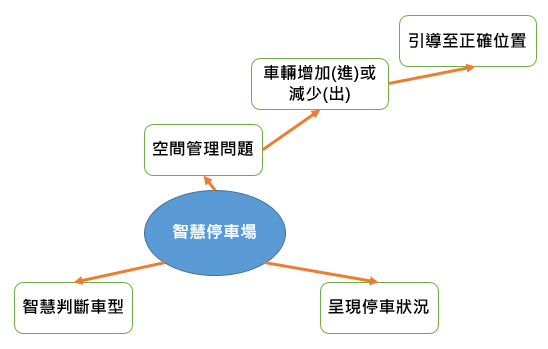 引導至正確位置
車輛增加(進)或
減少(出)
空間管理問題
智慧停車場
智慧判斷車型
呈現停車狀況